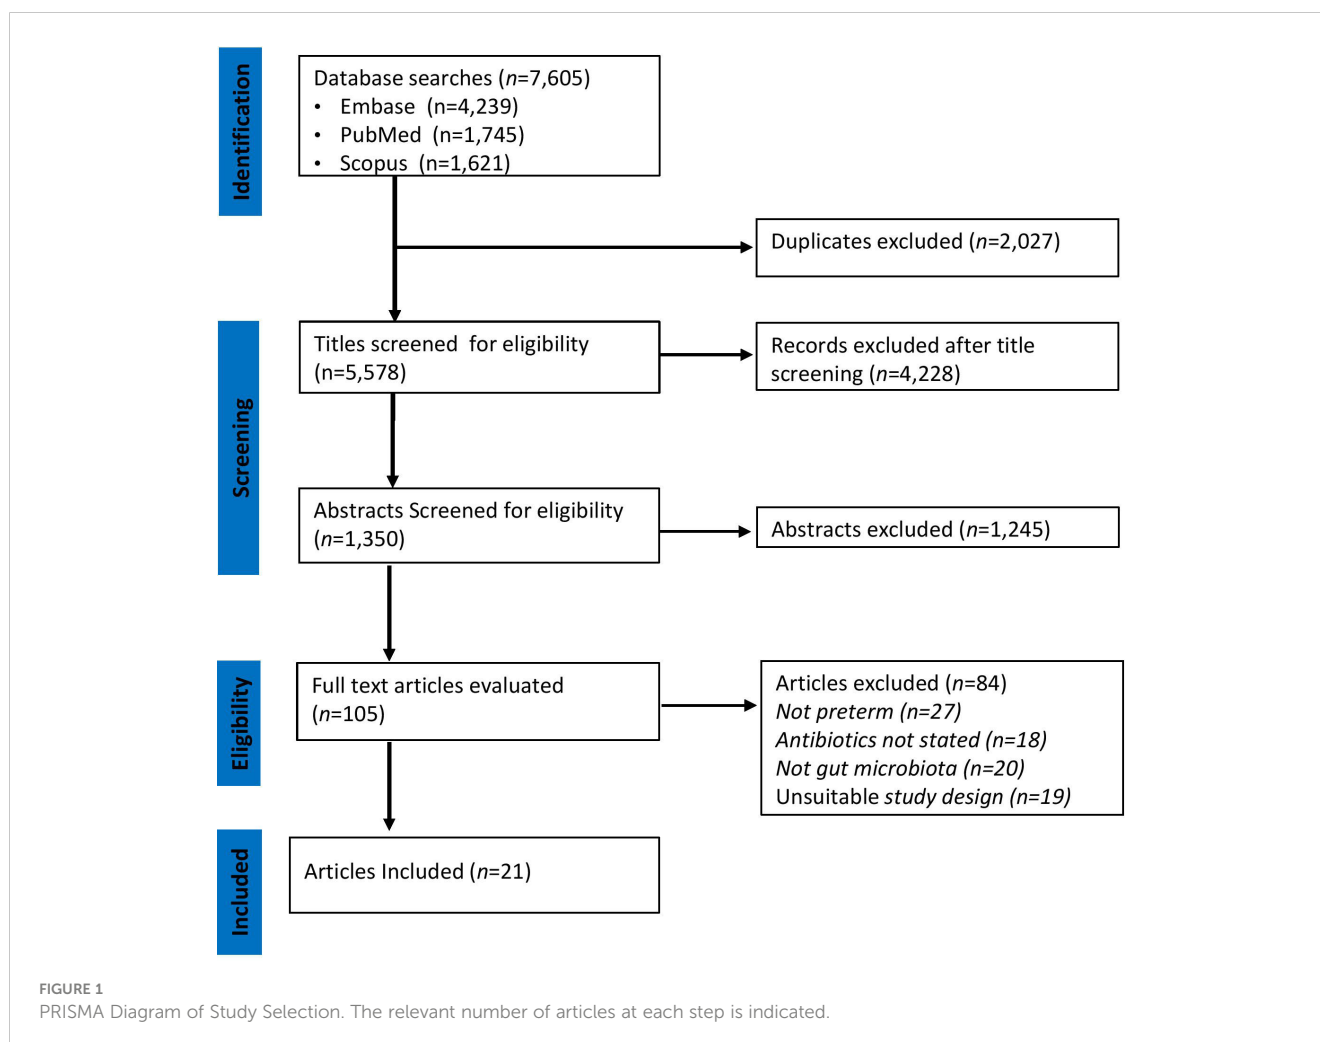 Identification
Database searches (n=7,605)
• Embase (n=4,239)
• PubMed (n=1,745)
• Scopus (n=1,621)
Duplicates excluded (n=2,027)
Screening
Titles screened for eligibility
(n=5,578)
Records excluded after title
screening (n=4,228)
Abstracts Screened for eligibility
(n=1,350)
Abstracts excluded (n=1,245)
Eligibility
Full text articles evaluated
(n=105)
Articles excluded (n=84)
Not preterm (n=27)
Antibiotics not stated (n=18)
Not gut microbiota (n=20)
Unsuitable study design (n=19)
Included
Articles Included (n=21)
FIGURE 1
PRISMA Diagram of Study Selection. The relevant number of articles at each step is indicated.